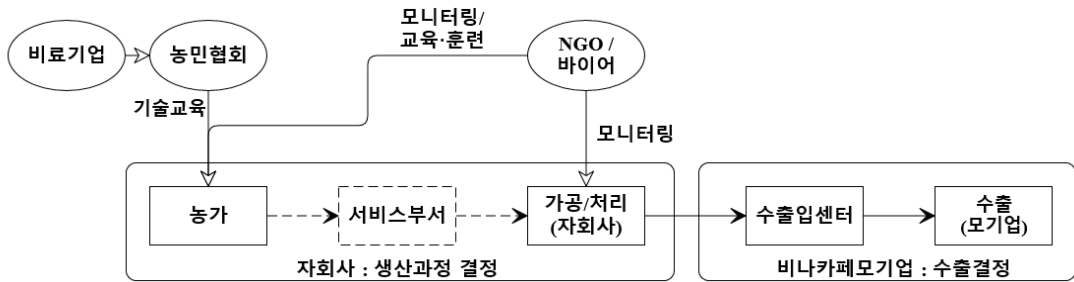 모니터링/
교육·훈련
비료기업
농민협회
NGO /
바이어
기술교육
모니터링
농가
서비스부서
가공/처리
(자회사)
수출입센터
수출
(모기업)
자회사 : 생산과정 결정
비나카페모기업 : 수출결정